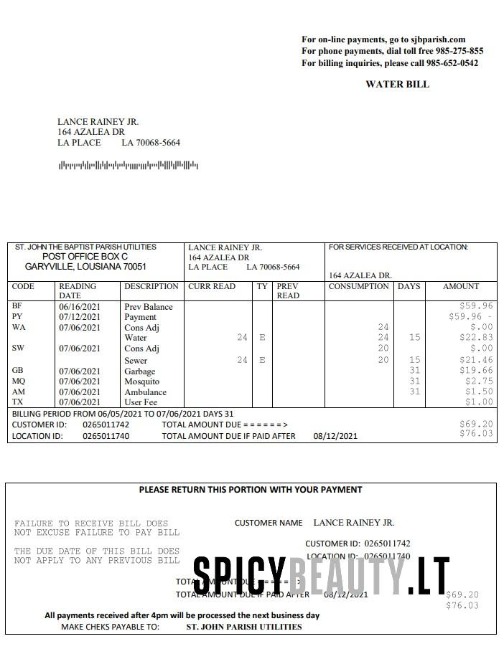 For on-line payments, go to sjbparish.com
For phone payments, dial toll free 985-275-855
For billing inquiries, please call 985-652-0542
WATER BILL
LANCE RAINEY JR.
164 AZALEA DR
LA PLACE LA 70068-5664
ST. JOHN THE BAPTIST PARISH UTILITIES LANCE RAINEY JR. FOR SERVICES RECEIVED AT LOCATION:
POST OFFICE BOX C 164 AZALEA DR
GARYVILLE, LOUSIANA 70051 LA PLACE LA 70068-5664
164 AZALEA DR.
CODE READING DATE DESCRIPTION CURR READ TY PREV READ CONSUMPTION DAYS AMOUNT
BF 06/16/2021 Prev Balance $59.96
PY 07/12/2021 Payment $59.96 -
WA 07/06/2021 Cons Adj 24 $.00
Water 24 E 24 15 $22.83
SW 07/06/2021 Cons Adj 20 $.00
Sewer 24 E 20 15 $21.46
GB 07/06/2021 Garbage 31 $19.66
MQ 07/06/2021 Mosquito 31 $2.75
AM 07/06/2021 Ambulance 31 $1.50
TX 07/06/2021 User Fee $1.00
BILLING PERIOD FROM 06/05/2021 TO 07/06/2021 DAYS 31
CUSTOMER ID: 0265011742 TOTAL AMOUNT DUE = = = = = = > $69.20
LOCATION ID: 0265011740 TOTAL AMOUNT DUE IF PAID AFTER 08/12/2021 $76.03
PLEASE RETURN THIS PORTION WITH YOUR PAYMENT
FAILURE TO RECEIVE BILL DOES
NOT EXCUSE FAILURE TO PAY BILL
CUSTOMER NAME LANCE RAINEY JR.
CUSTOMER ID: 0265011742
LOCATION ID: 0265011740
THE DUE DATE OF THIS BILL DOES
NOT APPLY TO ANY PREVIOUS BILL
SPICYBEAUTY.LT
TOTAL AMOUNT DUE = = = = = >
TOTAL AMOUNT DUE IF PAID AFTER 08/12/2021 $69.20
$76.03
All payments received after 4pm will be processed the next business day
MAKE CHEKS PAYABLE TO: ST. JOHN PARISH UTILITIES